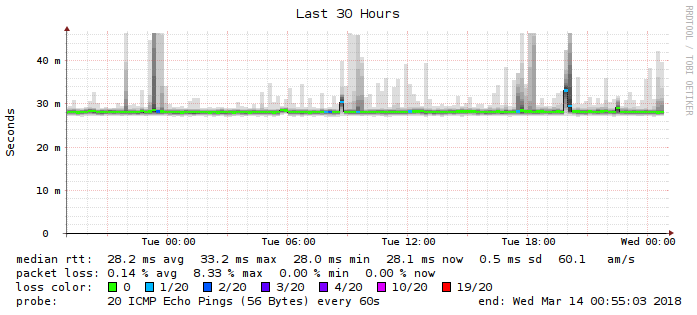 Last 30 Hours
RRDTOOL / TOBI OETIKER
Seconds
40 m
30 m
20 m
10 m
0
Tue 00:00 Tue 06:00 Tue 12:00 Tue 18:00 Wed 00:00
median rtt: 28.2 ms avg 33.2 ms max 28.0 ms min 28.1 ms now 0.5 ms sd 60.1 am/s
packet loss: 0.14 % avg 8.33 % max 0.00 % min 0.00 % now
loss color: 0 1/20 2/20 3/20 4/20 10/20 19/20
probe: 20 ICMP Echo Pings (56 Bytes) every 60s end: Wed Mar 14 00:55:03 2018